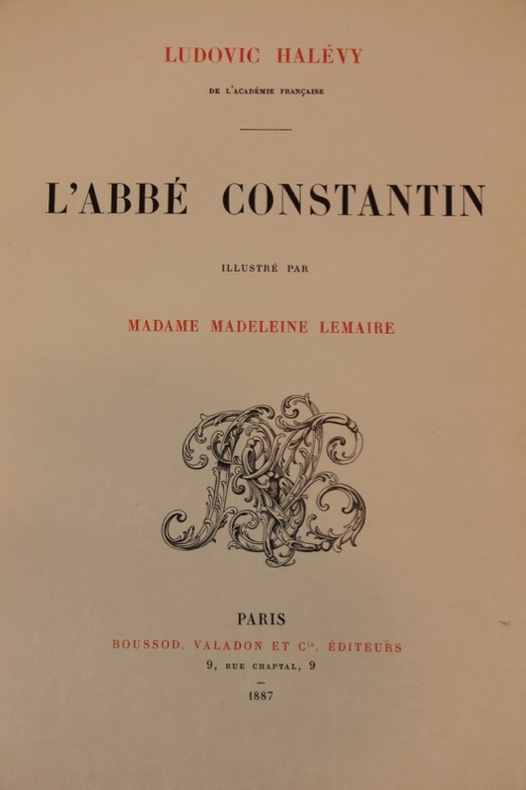 LUDOVIC HALÉVY
DE L'ACADÉMIE FRANÇAISE
L'ABBÉ CONSTANTIN
ILLUSTRÉ PAR
MADAME MADELEINE LEMAIRE
PARIS
BOUSSOD, VALADON ET Cie, ÉDITEURS
9, RUE CHAPTAL, 9
1887